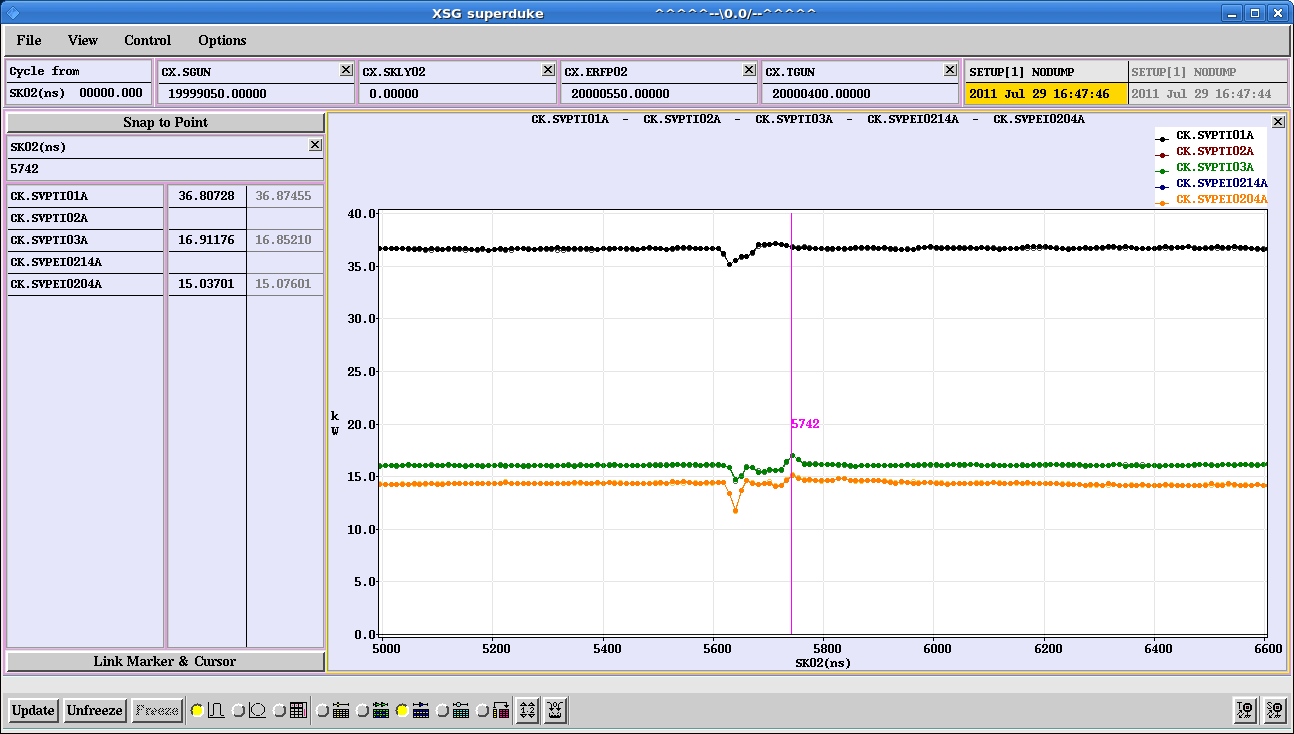 XSG superduke ^^^^^--\0.0/--^^^^^
File View Control Options
Cycle from
SK02(ns) 00000.000
CX.SGUN
19999050.00000
CX.SKLY02
0.00000
CX.ERFP02
20000550.00000
CX.TGUN
20000400.00000
SETUP[1] NODUMP
2011 Jul 29 16:47:46
SETUP[1] NODUMP
2011 Jul 29 16:47:44
Snap to Point
SK02(ns)
5742
CK.SVPTI01A 36.80728 36.87455
CK.SVPTI02A
CK.SVPTI03A 16.91176 16.85210
CK.SVPEI0214A
CK.SVPEI0204A 15.03701 15.07601
Link Marker & Cursor
CK.SVPTI01A - CK.SVPTI02A - CK.SVPTI03A - CK.SVPEI0214A - CK.SVPEI0204A
CK.SVPTI01A
CK.SVPTI02A
CK.SVPTI03A
CK.SVPEI0214A
CK.SVPEI0204A
40.0
35.0
30.0
25.0
20.0
15.0
10.0
5.0
0.0
k
W
5742
5000 5200 5400 5600 5800 6000 6200 6400 6600
SK02(ns)
Update Unfreeze Freeze